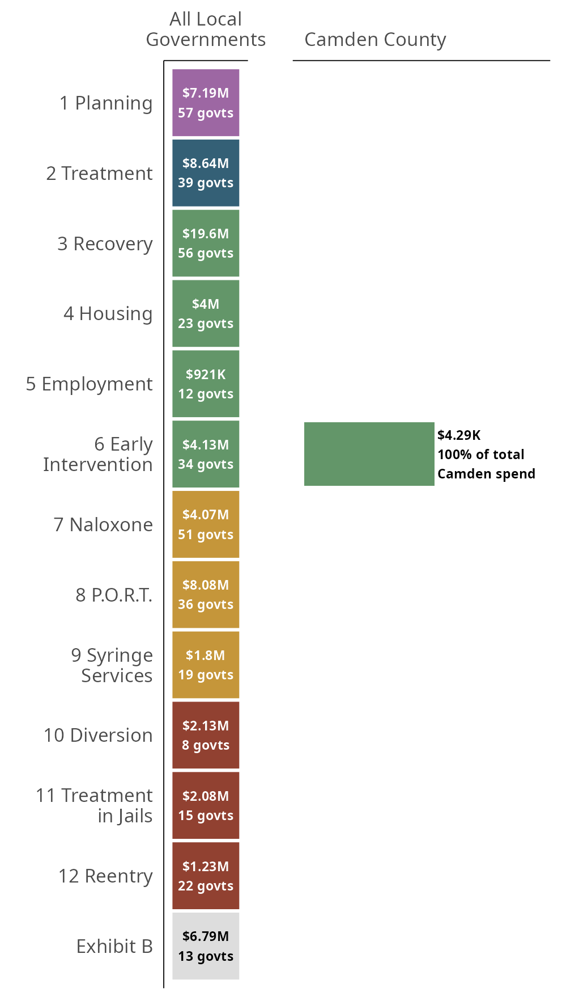 All Local
Governments
Camden County
1 Planning
$7.19M
57 govts
2 Treatment
$8.64M
39 govts
3 Recovery
$19.6M
56 govts
4 Housing
$4M
23 govts
5 Employment
$921K
12 govts
6 Early
Intervention
$4.13M
34 govts
$4.29K
100% of total
Camden spend
7 Naloxone
$4.07M
51 govts
8 P.O.R.T.
$8.08M
36 govts
9 Syringe
Services
$1.8M
19 govts
10 Diversion
$2.13M
8 govts
11 Treatment
in Jails
$2.08M
15 govts
12 Reentry
$1.23M
22 govts
Exhibit B
$6.79M
13 govts